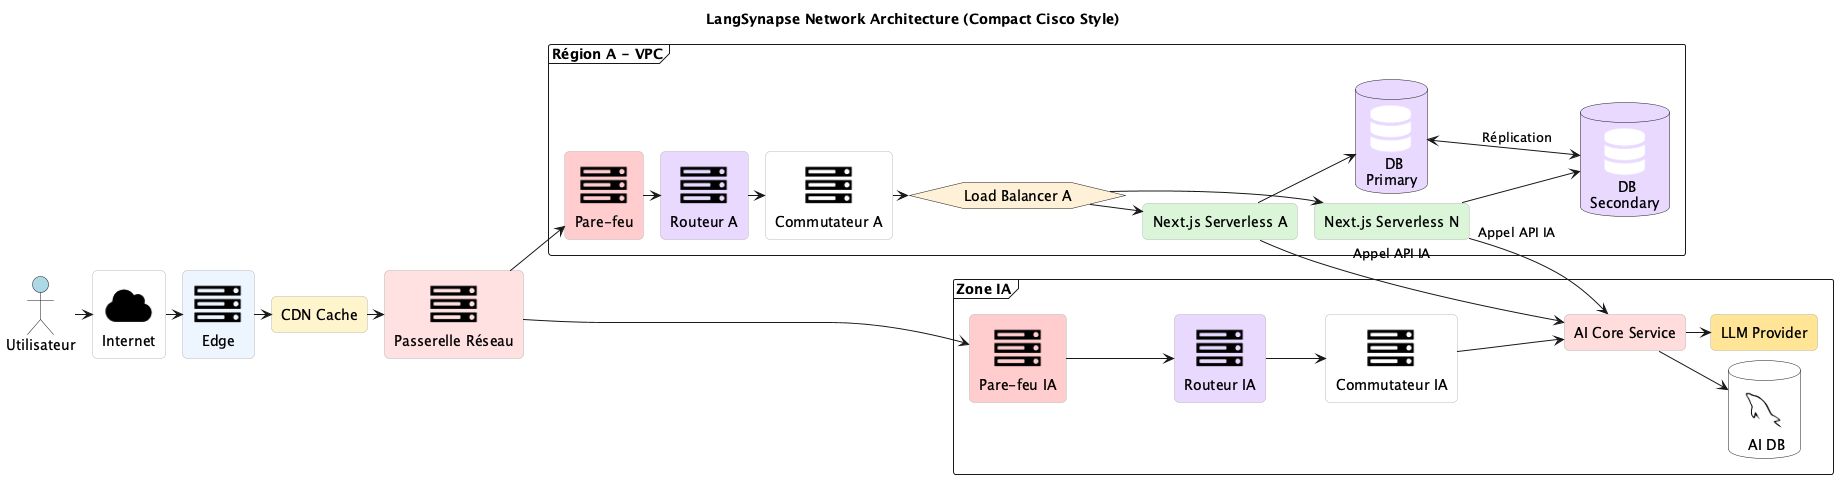 LangSynapse Network Architecture (Compact Cisco Style)
Région A - VPC
Pare-feu
Routeur A
Commutateur A
Load Balancer A
Next.js Serverless A
Next.js Serverless N
DB
Primary
Réplication
DB
Secondary
Appel API IA
Appel API IA
Utilisateur
Internet
Edge
CDN Cache
Passerelle Réseau
Zone IA
Pare-feu IA
Routeur IA
Commutateur IA
AI Core Service
LLM Provider
AI DB